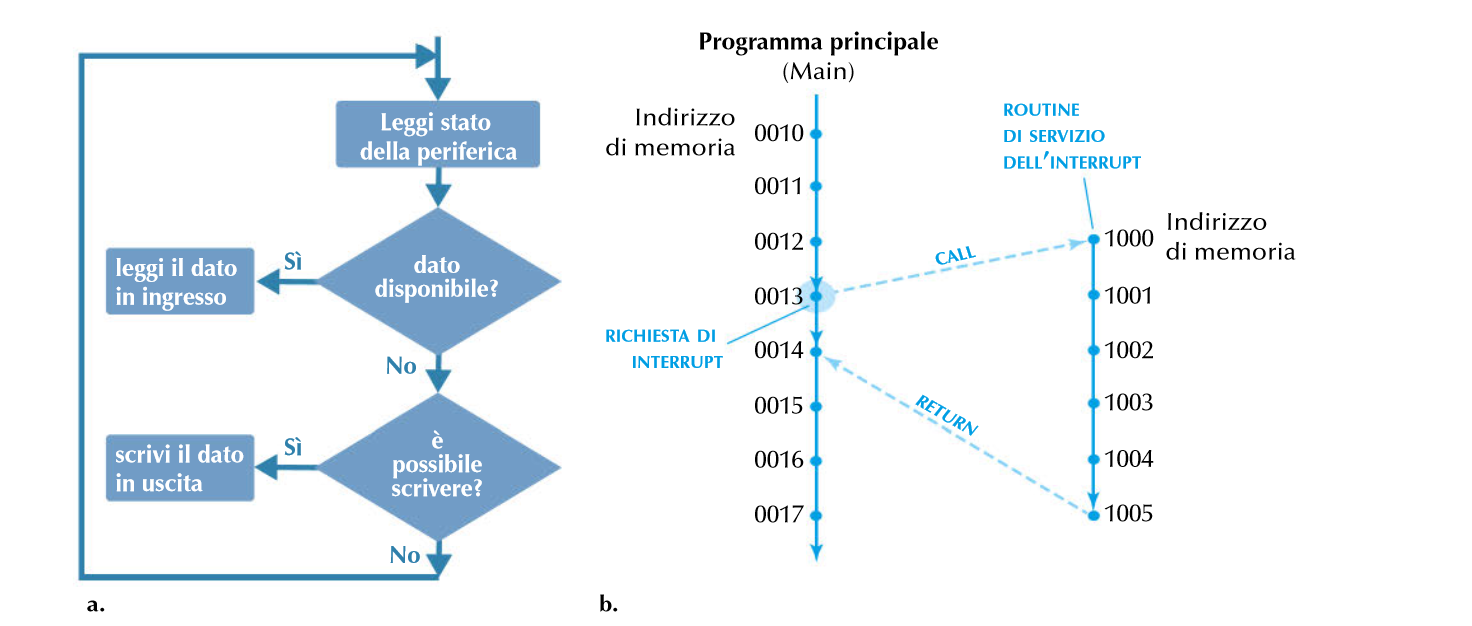 Leggi stato
della periferica
dato
disponibile?
Sì
leggi il dato
in ingresso
No
è
possibile
scrivere?
Sì
scrivi il dato
in uscita
No
a.
Programma principale
(Main)
Indirizzo
di memoria
0010
0011
0012
0013
0014
0015
0016
0017
RICHIESTA DI
INTERRUPT
CALL
RETURN
ROUTINE
DI SERVIZIO
DELL'INTERRUPT
Indirizzo
di memoria
1000
1001
1002
1003
1004
1005
b.